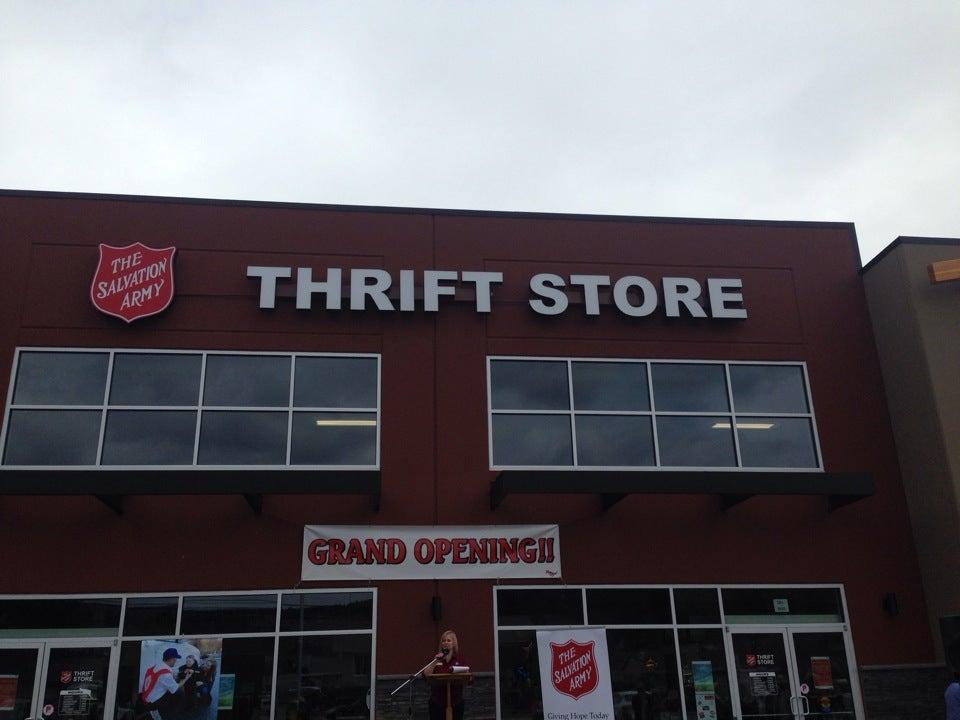 THE
SALVATION
ARMY
THRIFT STORE
GRAND OPENING!!
THE
SALVATION
ARMY
Giving Hope Today
THRIFT
STORE
THRIFT
STORE